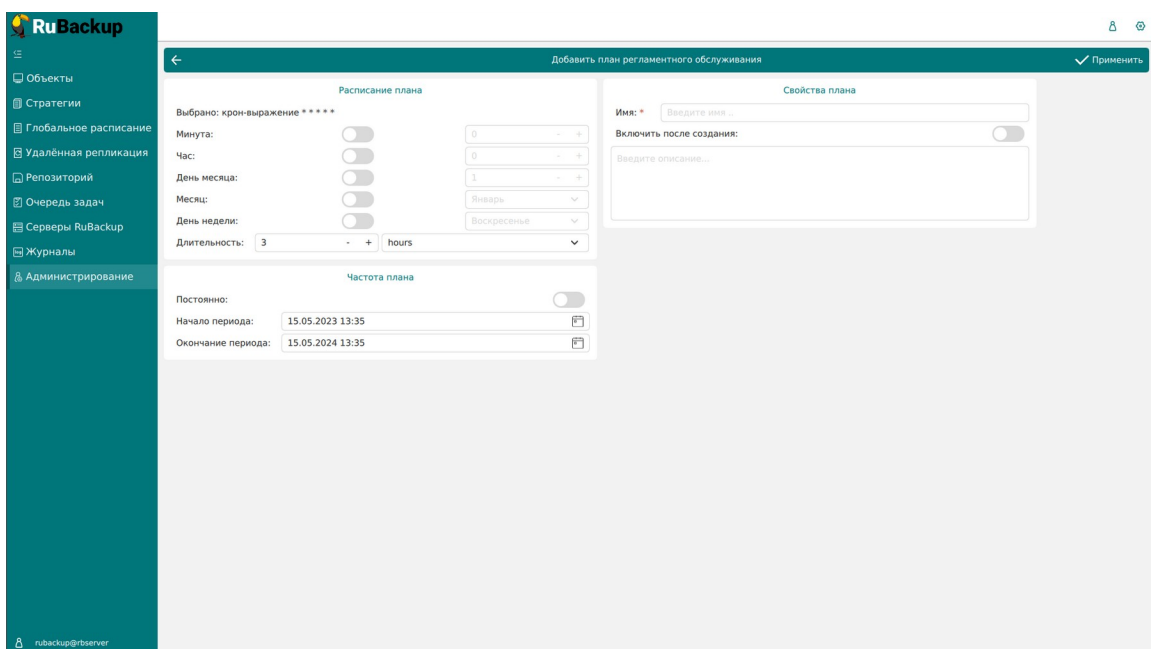 RuBackup
Объекты
Стратегии
Глобальное расписание
Удалённая репликация
Репозиторий
Очередь задач
Серверы RuBackup
Журналы
Администрирование
rubackup@rbserver
Добавить план регламентного обслуживания
Применить
Расписание плана
Выбрано: крон-выражение * * * * *
Минута: 0 - +
Час: 0 - +
День месяца: 1 - +
Месяц: Январь
День недели: Воскресенье
Длительность: 3 - + hours
Частота плана
Постоянно:
Начало периода: 15.05.2023 13:35
Окончание периода: 15.05.2024 13:35
Свойства плана
Имя: * Введите имя ..
Включить после создания:
Введите описание...